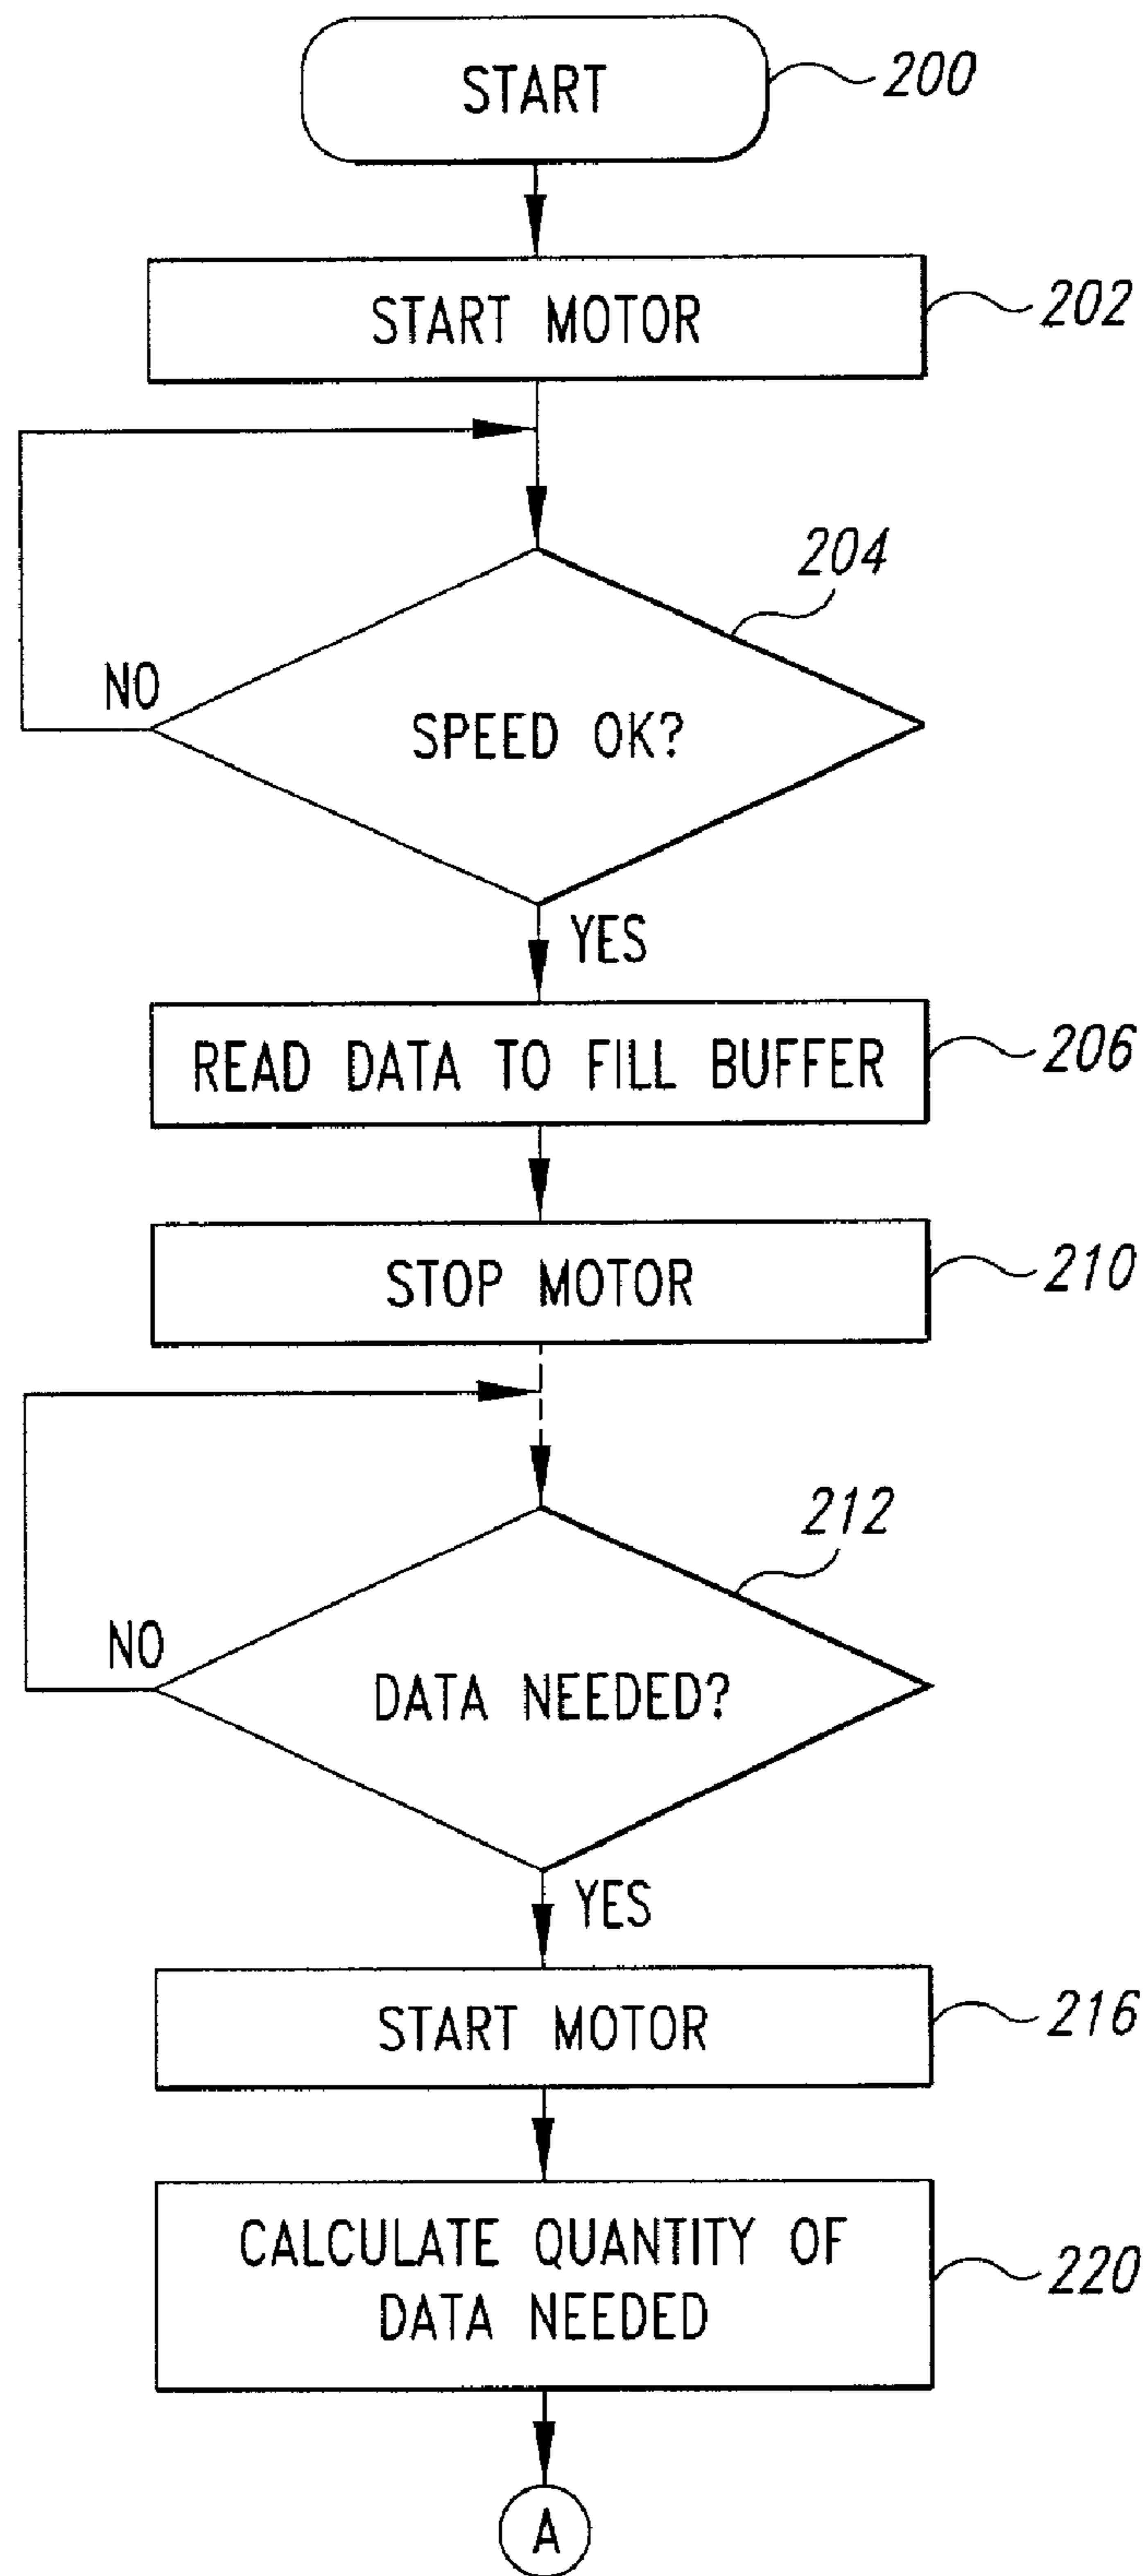 START
200
START MOTOR
202
204
NO
SPEED OK?
YES
READ DATA TO FILL BUFFER
206
STOP MOTOR
210
212
NO
DATA NEEDED?
YES
START MOTOR
216
CALCULATE QUANTITY OF
DATA NEEDED
220
A